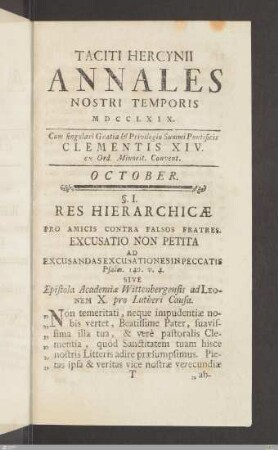 TACITI HERCYNII
ANNALES
NOSTRI TEMPORIS
MDCCLXIX.
Cum singulari Gratia & Privilegio Summi Pontificis
CLEMENTIS XIV.
ex Ord. Minorit. Convent.
OCTOBER.
§. I.
RES HIERARCHICÆ
PRO AMICIS CONTRA FALSOS FRATRES.
EXCUSATIO NON PETITA
AD
EXCUSANDAS EXCUSATIONES IN PECCATIS
Psalm. 141. v. 4.
SIVE
Epistola Academiæ Wittenbergensis ad LEO-
NEM X. pro Lutheri Causa.
„Non temeritati, neque impudentiæ no-
„bis vertet, Beatissime Pater, suavis-
„sima illa tua, & verè pastoralis Cle-
„mentia, quòd Sanctitatem tuam hisce
„nostris Litteris adire præsumpsimus. Pie-
„tas ipsa & veritas vice nostræ verecundiæ
T „ab-